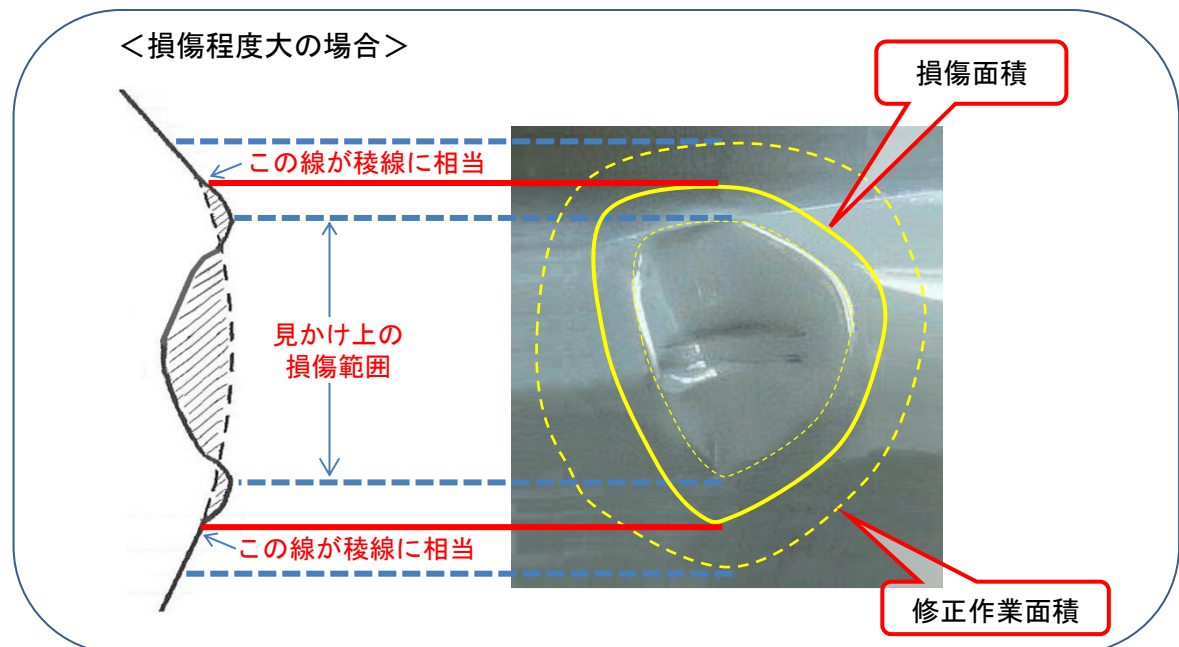 ＜損傷程度大の場合＞
損傷面積
この線が稜線に相当
見かけ上の
損傷範囲
この線が稜線に相当
修正作業面積